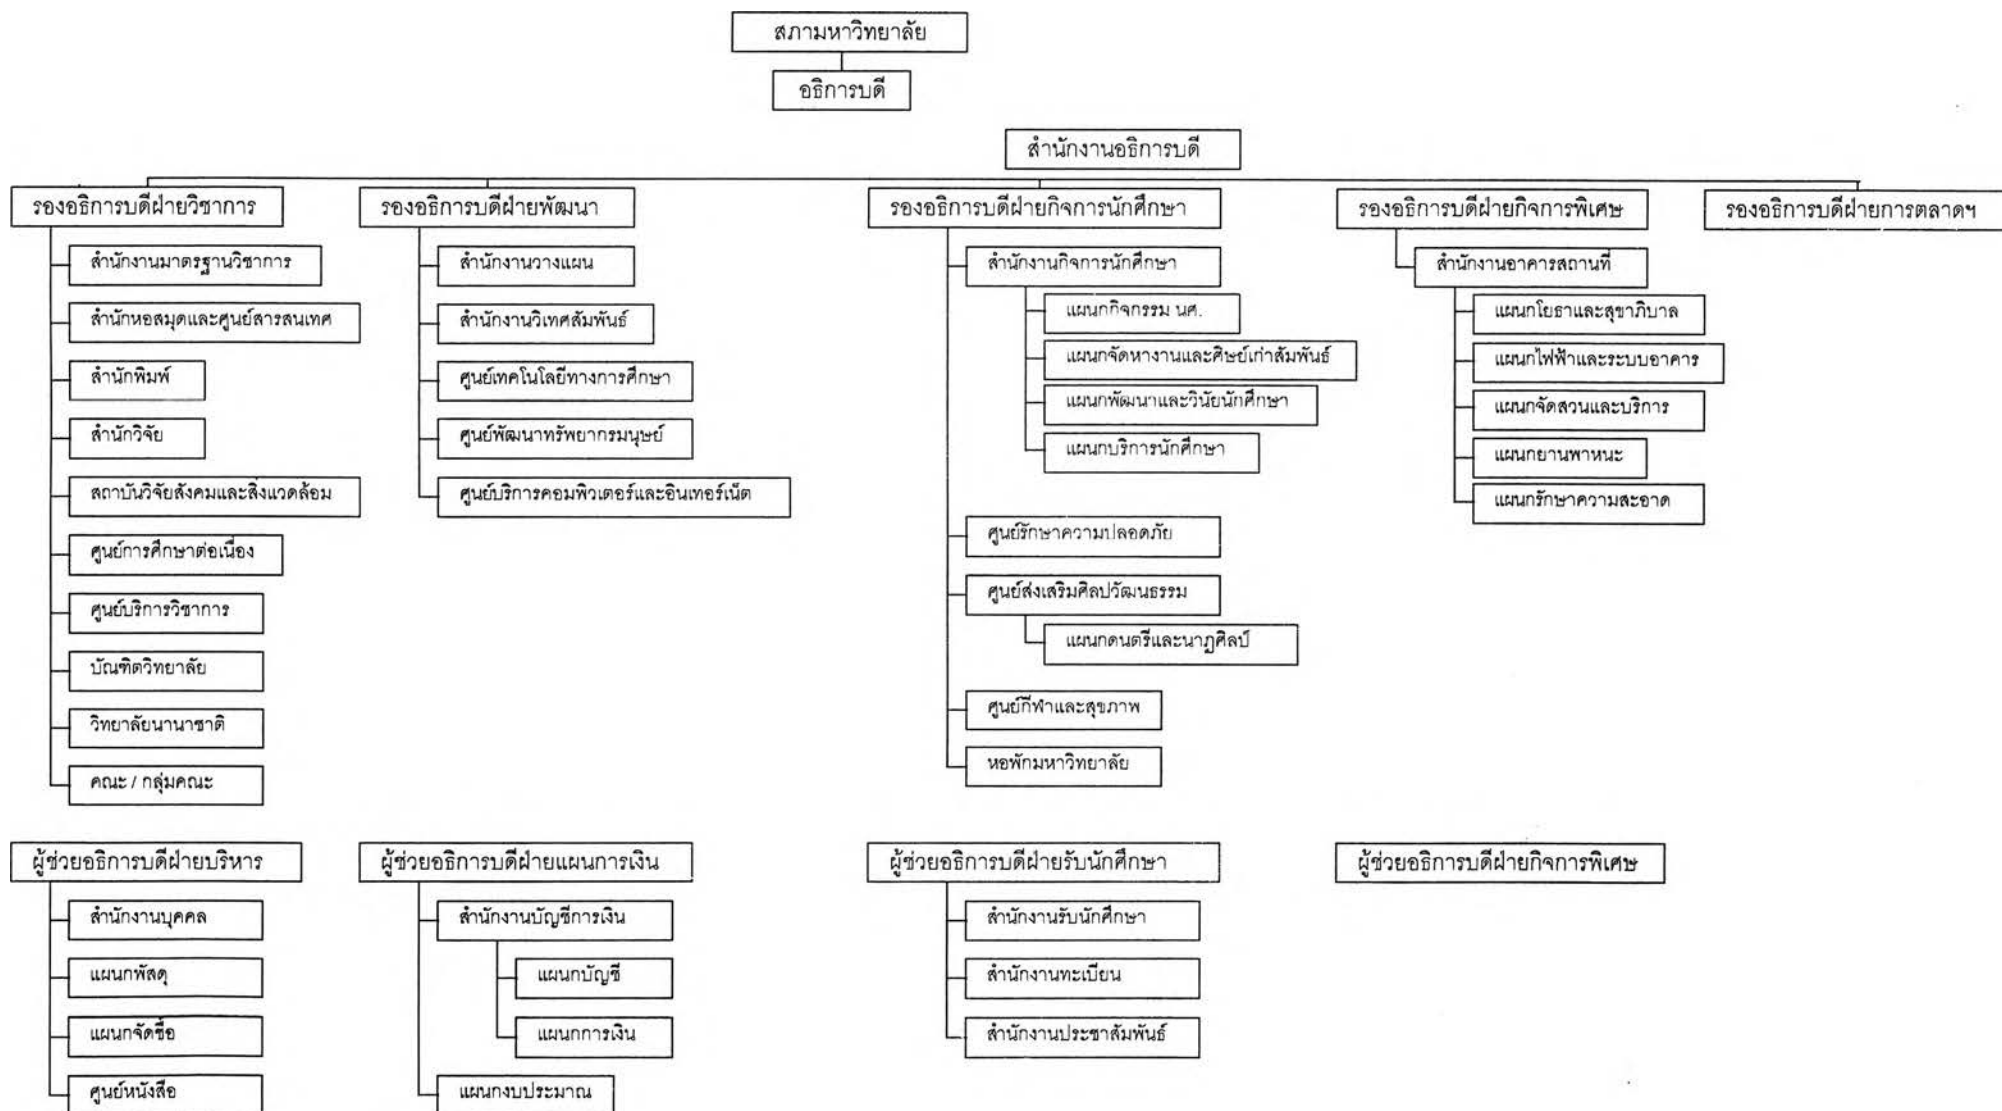 สภามหาวิทยาลัย
อธิการบดี
สำนักงานอธิการบดี
รองอธิการบดีฝ่ายวิชาการ
สำนักงานมาตรฐานวิชาการ
สำนักหอสมุดและศูนย์สารสนเทศ
สำนักพิมพ์
สำนักวิจัย
สถาบันวิจัยสังคมและสิ่งแวดล้อม
ศูนย์การศึกษาต่อเนื่อง
ศูนย์บริการวิชาการ
บัณฑิตวิทยาลัย
วิทยาลัยนานาชาติ
คณะ / กลุ่มคณะ
รองอธิการบดีฝ่ายพัฒนา
สำนักงานวางแผน
สำนักงานวิเทศสัมพันธ์
ศูนย์เทคโนโลยีทางการศึกษา
ศูนย์พัฒนาทรัพยากรมนุษย์
ศูนย์บริการคอมพิวเตอร์และอินเทอร์เน็ต
รองอธิการบดีฝ่ายกิจการนักศึกษา
สำนักงานกิจการนักศึกษา
แผนกกิจกรรม นศ.
แผนกจัดหางานและศิษย์เก่าสัมพันธ์
แผนกพัฒนาและวินัยนักศึกษา
แผนกบริการนักศึกษา
ศูนย์รักษาความปลอดภัย
ศูนย์ส่งเสริมศิลปวัฒนธรรม
แผนกดนตรีและนาฏศิลป์
ศูนย์กีฬาและสุขภาพ
หอพักมหาวิทยาลัย
รองอธิการบดีฝ่ายกิจการพิเศษ
สำนักงานอาคารสถานที่
แผนกโยธาและสุขาภิบาล
แผนกไฟฟ้าและระบบอาคาร
แผนกจัดสวนและบริการ
แผนกยานพาหนะ
แผนกรักษาความสะอาด
รองอธิการบดีฝ่ายการตลาดฯ
ผู้ช่วยอธิการบดีฝ่ายบริหาร
สำนักงานบุคคล
แผนกพัสดุ
แผนกจัดซื้อ
ศูนย์หนังสือ
ผู้ช่วยอธิการบดีฝ่ายแผนการเงิน
สำนักงานบัญชีการเงิน
แผนกบัญชี
แผนกการเงิน
แผนกงบประมาณ
ผู้ช่วยอธิการบดีฝ่ายรับนักศึกษา
สำนักงานรับนักศึกษา
สำนักงานทะเบียน
สำนักงานประชาสัมพันธ์
ผู้ช่วยอธิการบดีฝ่ายกิจการพิเศษ